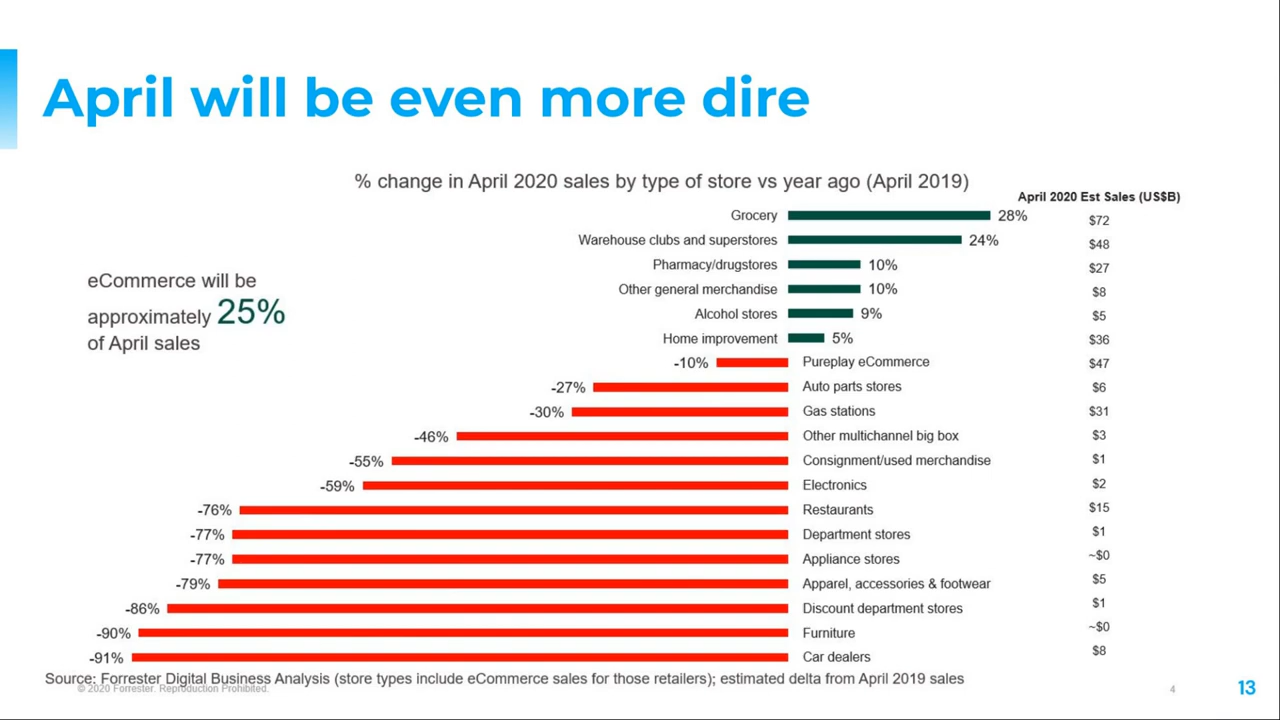 April will be even more dire
% change in April 2020 sales by type of store vs year ago (April 2019)
April 2020 Est Sales (US$B)
eCommerce will be
approximately 25%
of April sales
Grocery 28% $72
Warehouse clubs and superstores 24% $48
Pharmacy/drugstores 10% $27
Other general merchandise 10% $8
Alcohol stores 9% $5
Home improvement 5% $36
-10% Pureplay eCommerce $47
-27% Auto parts stores $6
-30% Gas stations $31
-46% Other multichannel big box $3
-55% Consignment/used merchandise $1
-59% Electronics $2
-76% Restaurants $15
-77% Department stores $1
-77% Appliance stores ~$0
-79% Apparel, accessories & footwear $5
-86% Discount department stores $1
-90% Furniture ~$0
-91% Car dealers $8
Source: Forrester Digital Business Analysis (store types include eCommerce sales for those retailers); estimated delta from April 2019 sales
© 2020 Forrester. Reproduction Prohibited.
4
13